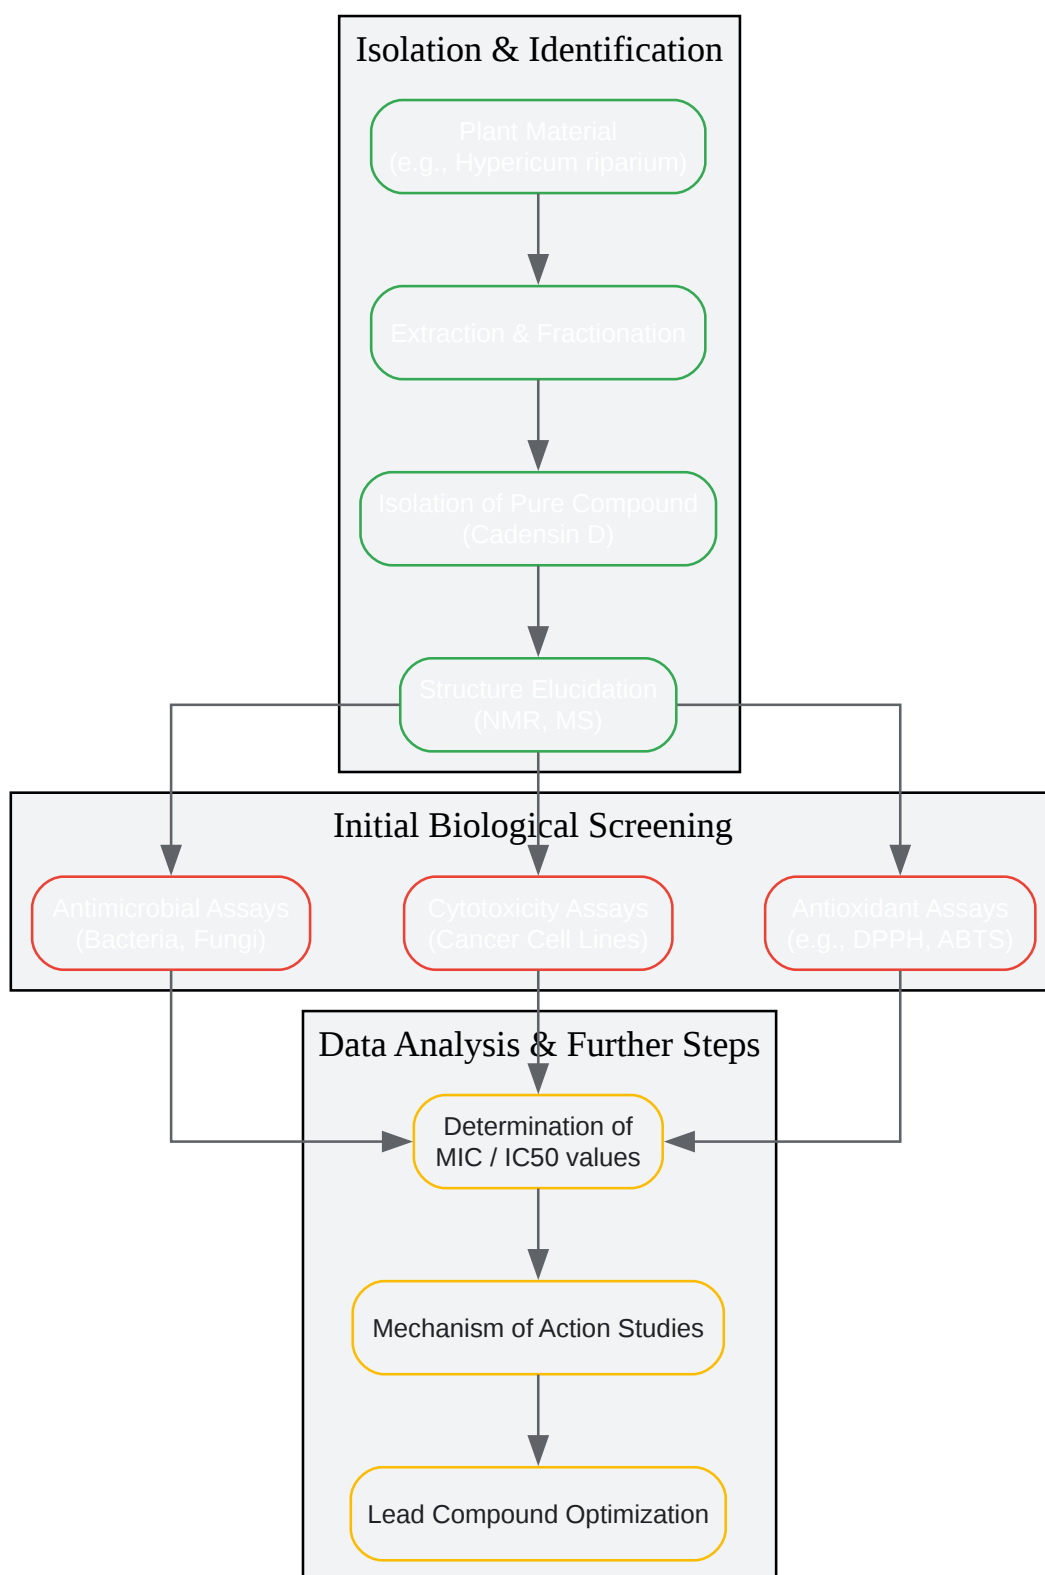 Isolation & Identification
Plant Material
(e.g., Hypericum riparium)
Extraction & Fractionation
Isolation of Pure Compound
(Cadensin D)
Structure Elucidation
(NMR, MS)
Initial Biological Screening
Antimicrobial Assays
(Bacteria, Fungi)
Cytotoxicity Assays
(Cancer Cell Lines)
Antioxidant Assays
(e.g., DPPH, ABTS)
Data Analysis & Further Steps
Determination of
MIC / IC50 values
Mechanism of Action Studies
Lead Compound Optimization